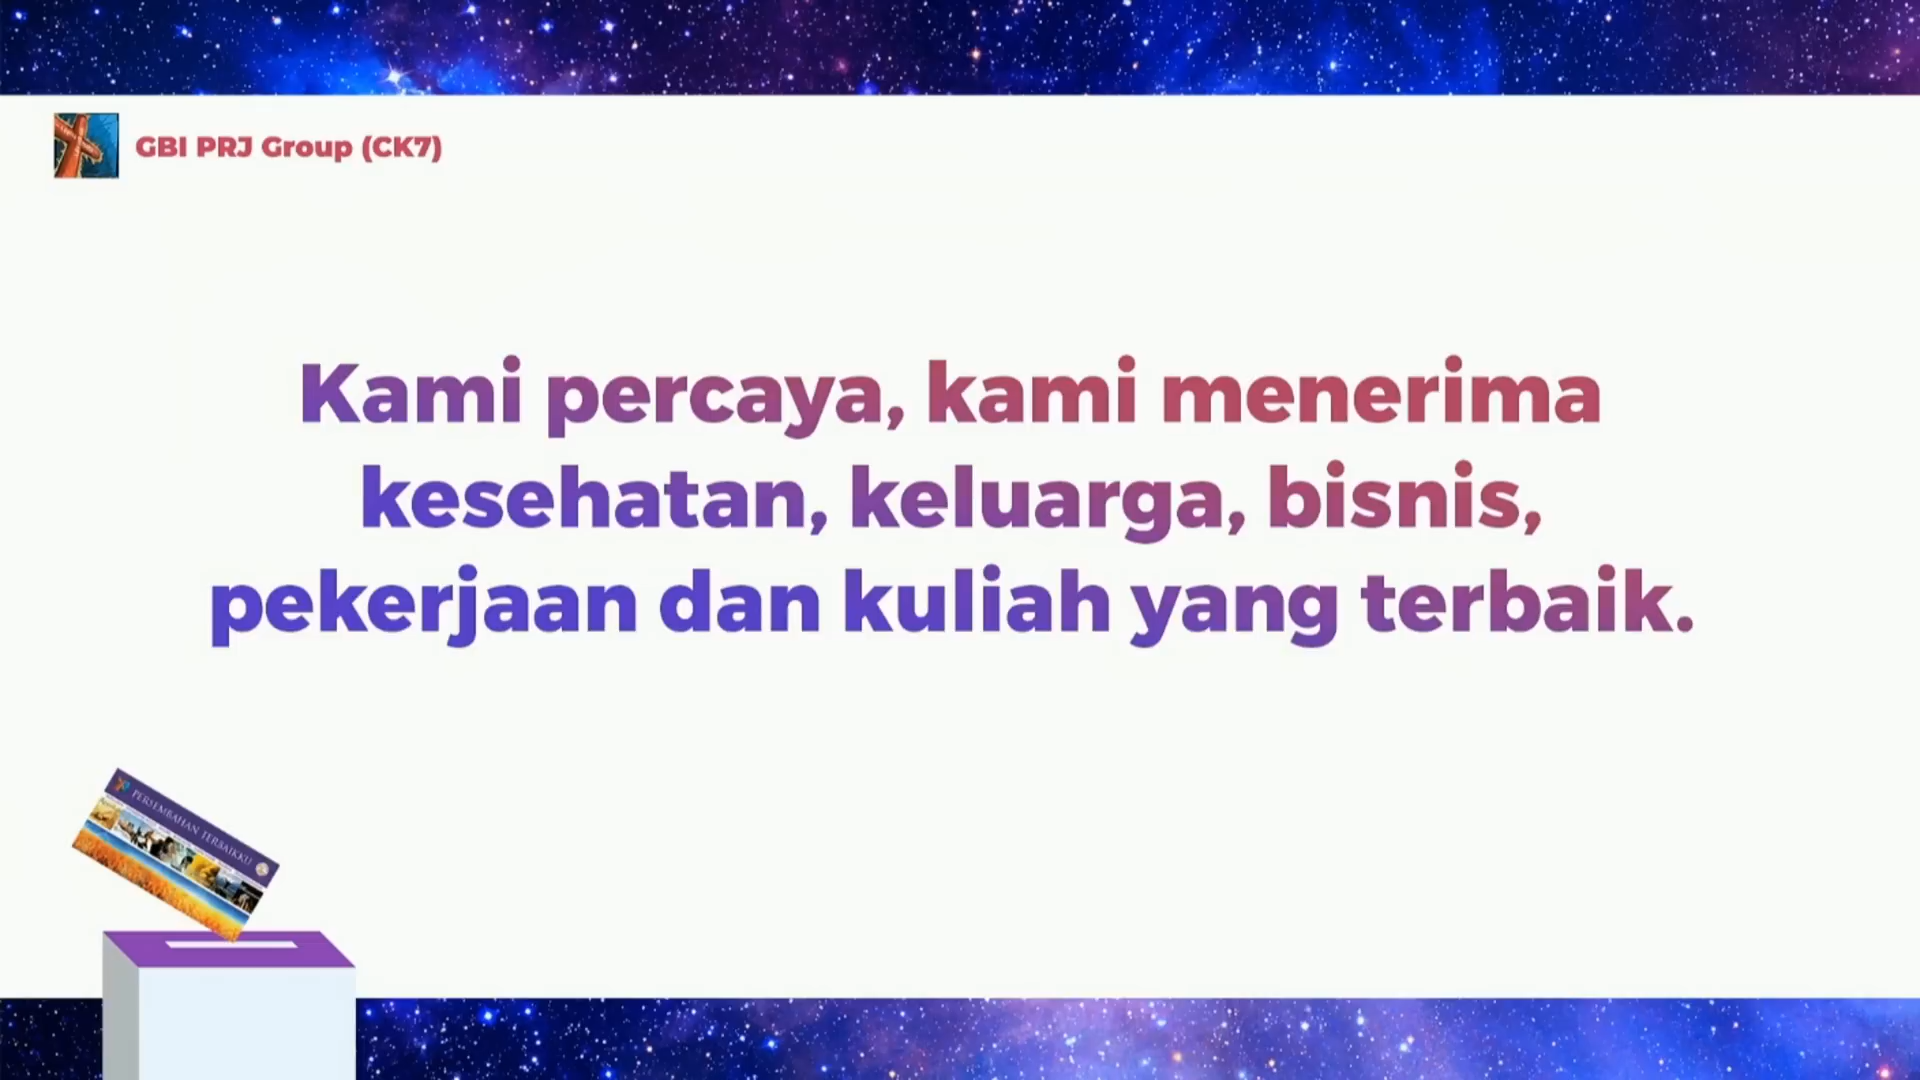 GBI PRJ Group (CK7)
Kami percaya, kami menerima
kesehatan, keluarga, bisnis,
pekerjaan dan kuliah yang terbaik.
PERSEMBAHAN TERBAIKKU